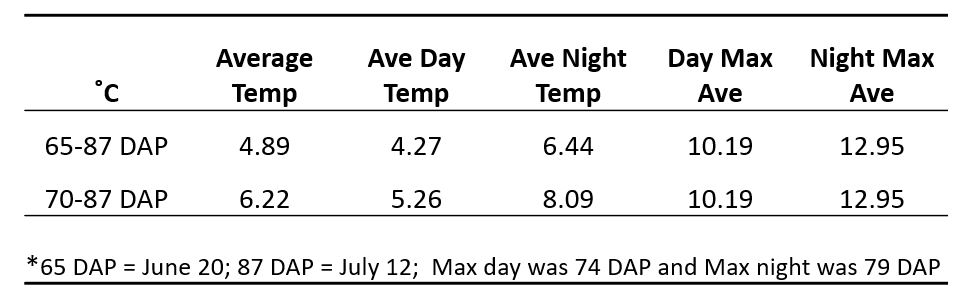 Average Ave Day Ave Night Day Max Night Max
˚C Temp Temp Temp Ave Ave
65-87 DAP 4.89 4.27 6.44 10.19 12.95
70-87 DAP 6.22 5.26 8.09 10.19 12.95
*65 DAP = June 20; 87 DAP = July 12;  Max day was 74 DAP and Max night was 79 DAP